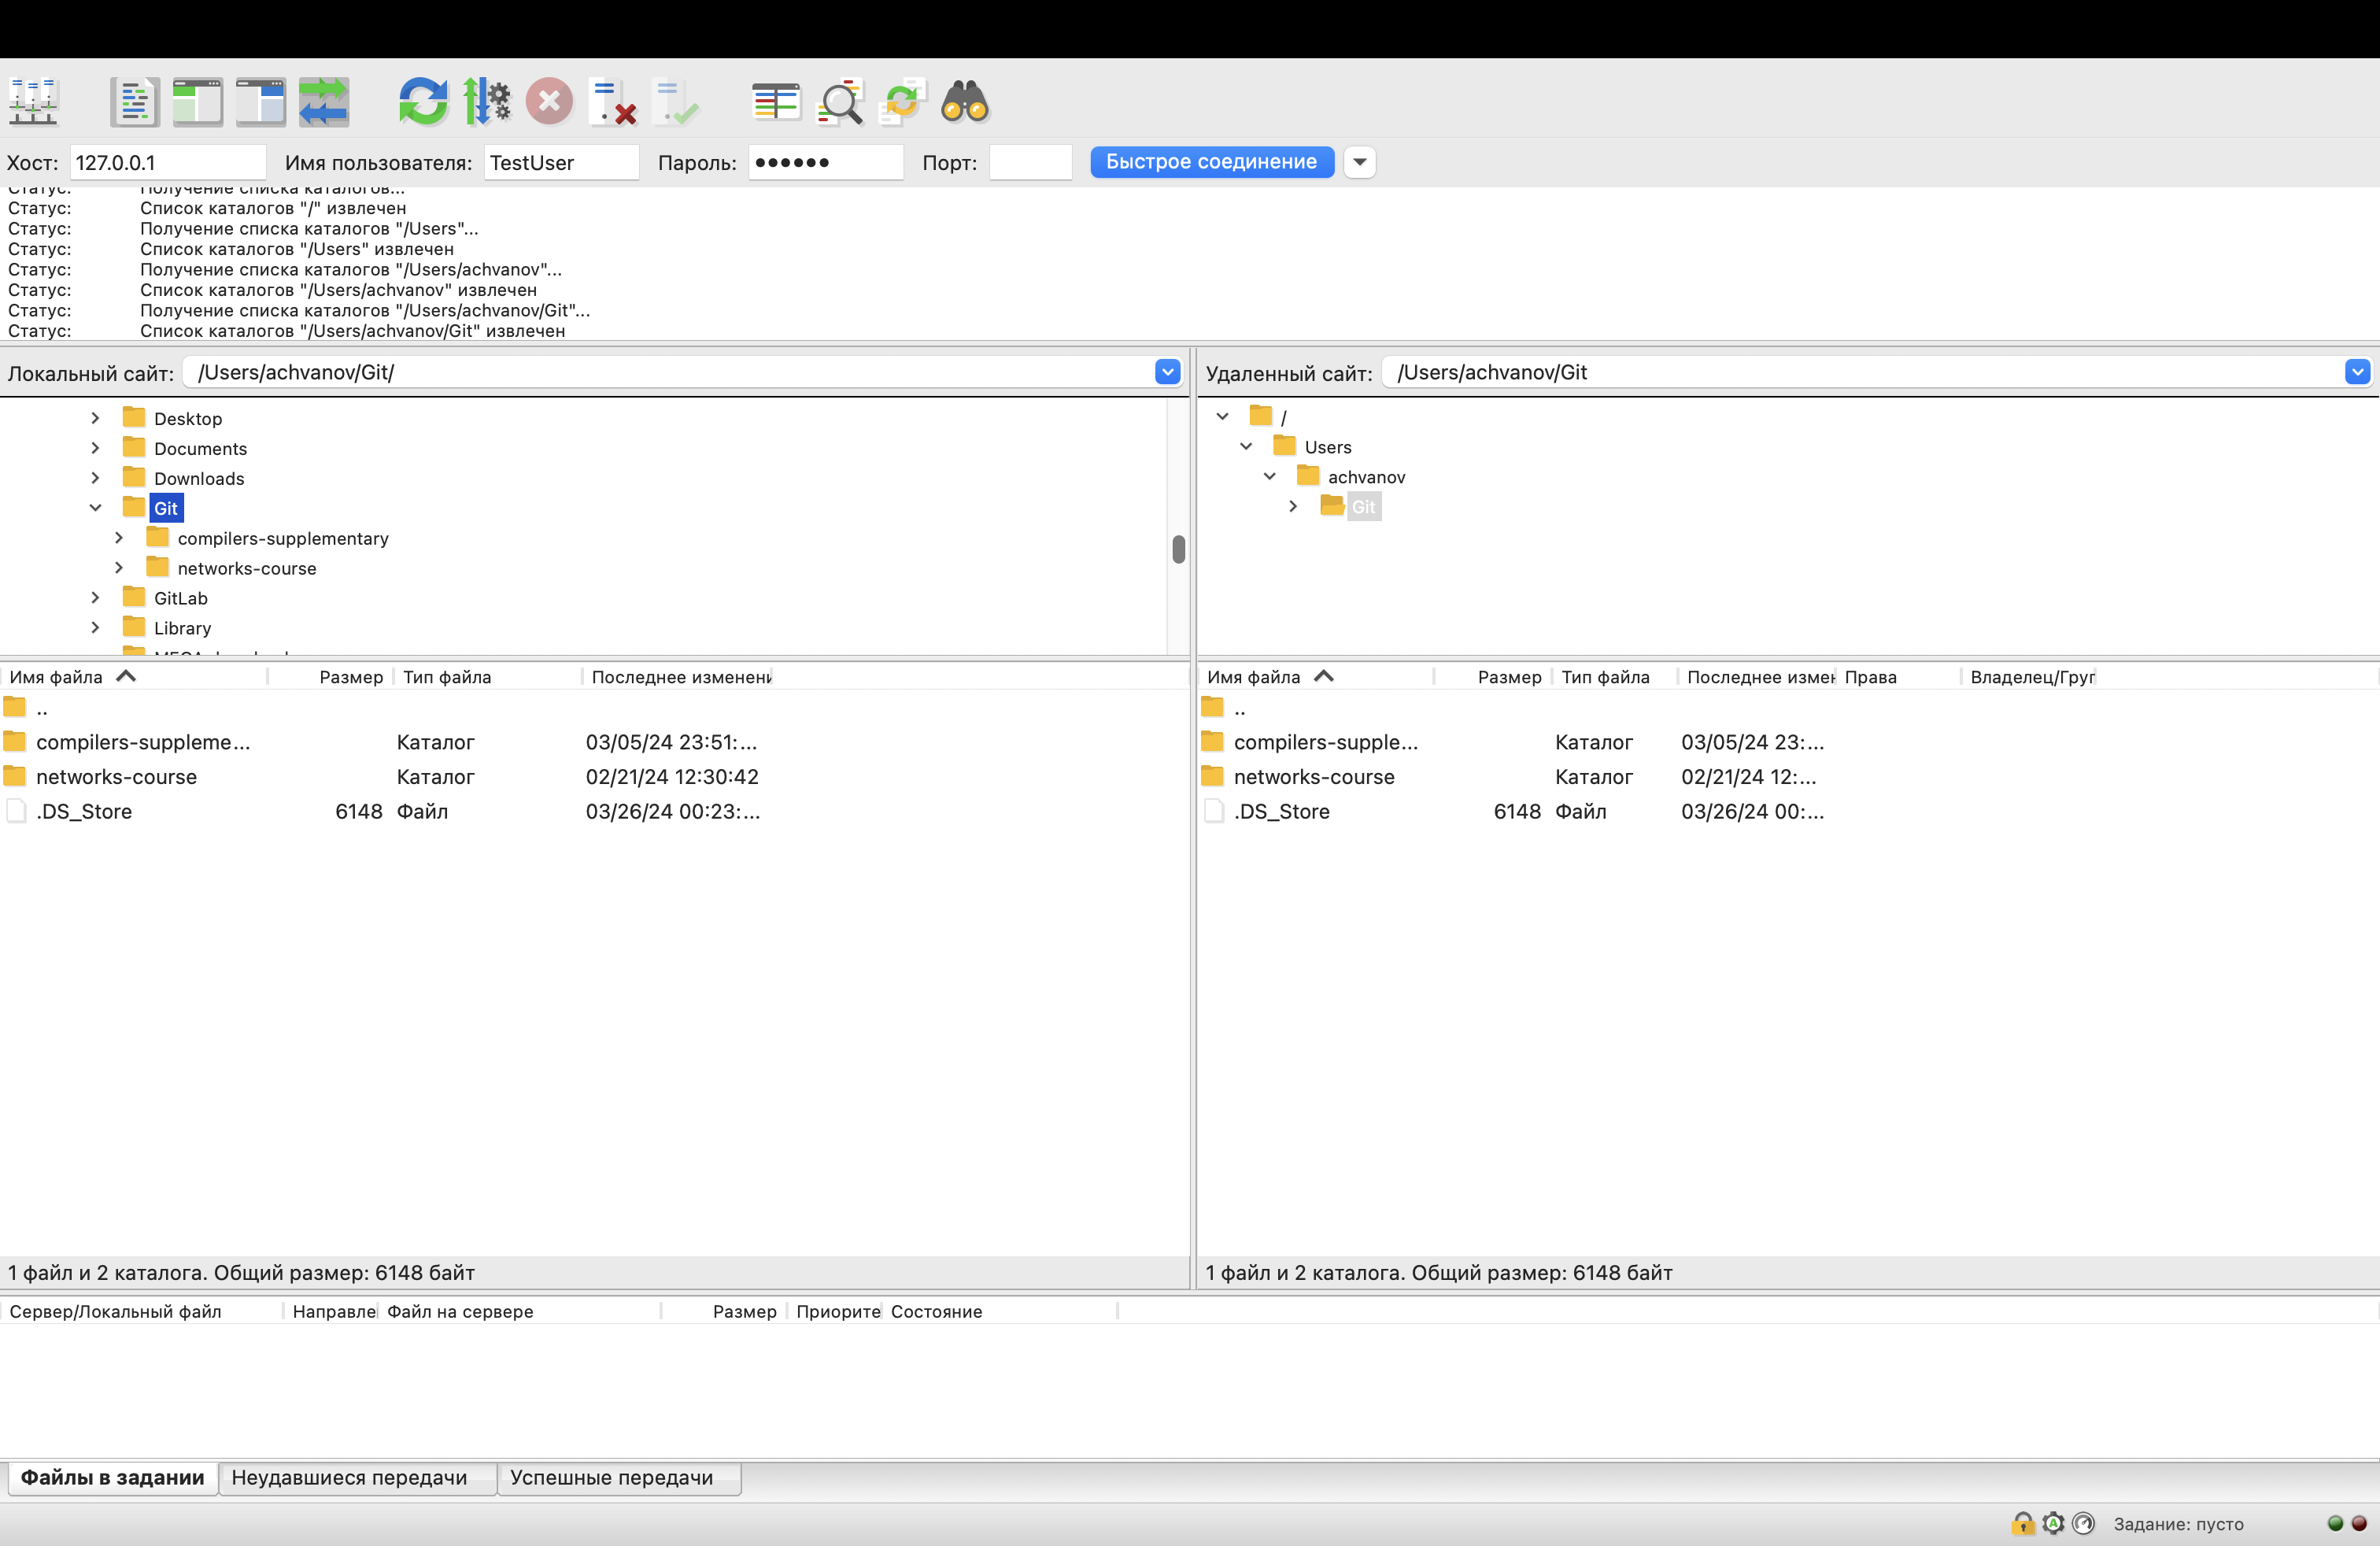 Хост: 127.0.0.1 Имя пользователя: TestUser Пароль: •••••• Порт: Быстрое соединение
Статус: Получение списка каталогов...
Статус: Список каталогов "/" извлечен
Статус: Получение списка каталогов "/Users"...
Статус: Список каталогов "/Users" извлечен
Статус: Получение списка каталогов "/Users/achvanov"...
Статус: Список каталогов "/Users/achvanov" извлечен
Статус: Получение списка каталогов "/Users/achvanov/Git"...
Статус: Список каталогов "/Users/achvanov/Git" извлечен
Локальный сайт: /Users/achvanov/Git/
Desktop
Documents
Downloads
Git
compilers-supplementary
networks-course
GitLab
Library
Имя файла Размер Тип файла Последнее изменени
..
compilers-suppleme... Каталог 03/05/24 23:51:...
networks-course Каталог 02/21/24 12:30:42
.DS_Store 6148 Файл 03/26/24 00:23:...
1 файл и 2 каталога. Общий размер: 6148 байт
Удаленный сайт: /Users/achvanov/Git
/
Users
achvanov
Git
Имя файла Размер Тип файла Последнее измен Права Владелец/Груп
..
compilers-supple... Каталог 03/05/24 23:...
networks-course Каталог 02/21/24 12:...
.DS_Store 6148 Файл 03/26/24 00:...
1 файл и 2 каталога. Общий размер: 6148 байт
Сервер/Локальный файл Направле Файл на сервере Размер Приорите Состояние
Файлы в задании Неудавшиеся передачи Успешные передачи
Задание: пусто